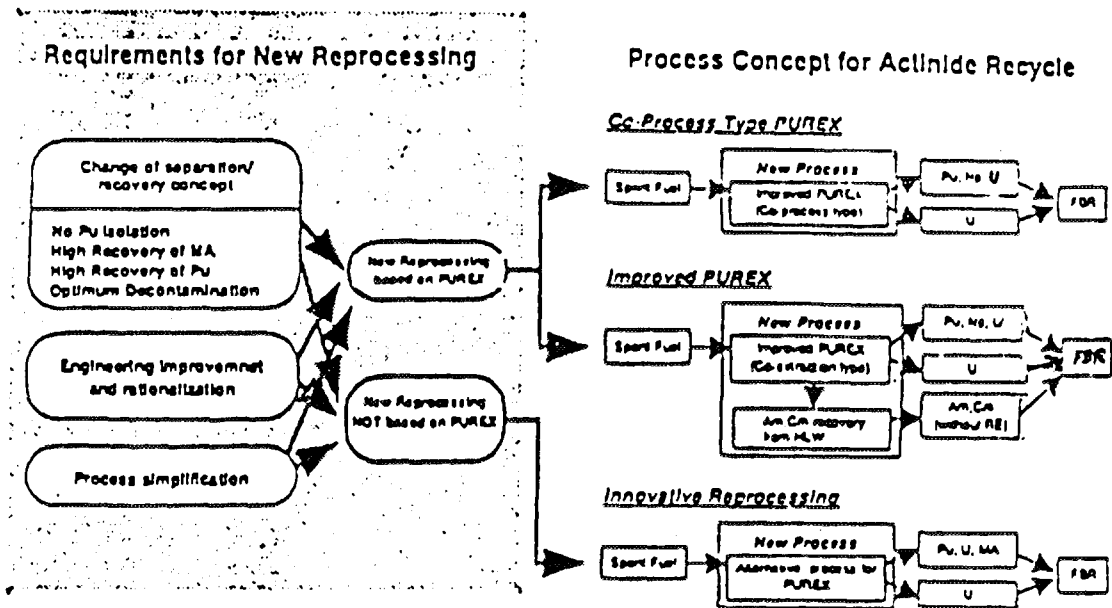 Requirements for New Reprocessing
Change of separation/
recovery concept
No Pu Isolation
High Recovery of MA
High Recovery of Pu
Optimum Decontamination
Engineering Improvemnet
and rationalization
Process simplification
New Reprocessing
based on PUREX
New Reprocessing
NOT based on PUREX
Process Concept for Actinide Recycle
Co-Process Type PUREX
Spent Fuel
New Process
Improved PUREX
(Co-process type)
Pu, Np, U
U
FBR
Improved PUREX
Spent Fuel
New Process
Improved PUREX
(Co-extraction type)
Am Cm recovery
from HLW
Pu, Np, U
U
Am, Cm
(without RE)
FBR
Innovative Reprocessing
Spent Fuel
New Process
Alternative process for
PUREX
Pu, U, MA
U
FBR